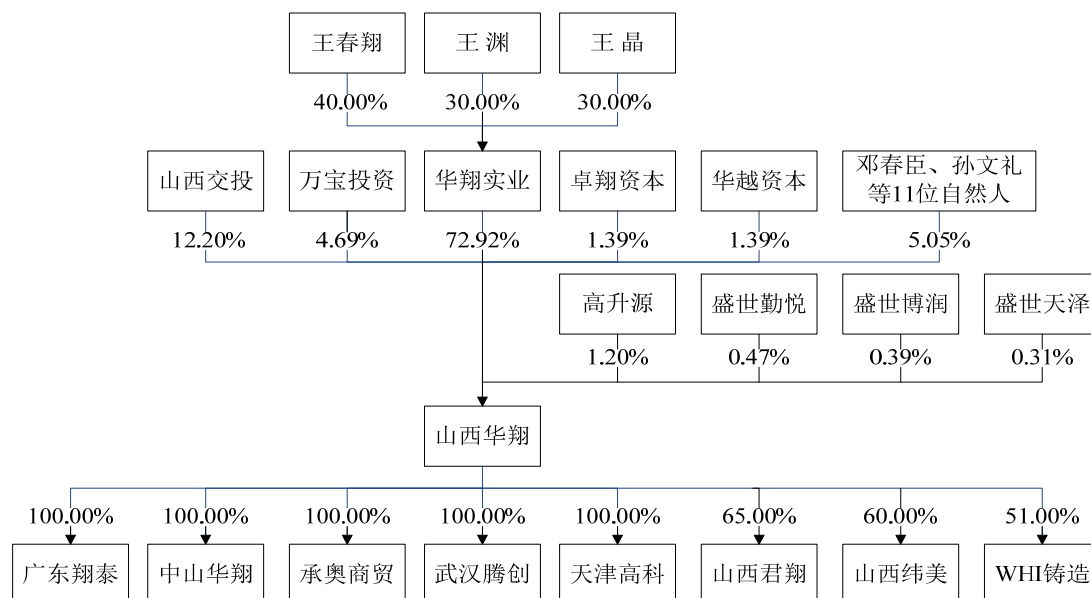 王春翔
王 渊
王 晶
40.00%
30.00%
30.00%
山西交投
万宝投资
华翔实业
卓翔资本
华越资本
邓春臣、孙文礼
等11位自然人
12.20%
4.69%
72.92%
1.39%
1.39%
5.05%
高升源
盛世勤悦
盛世博润
盛世天泽
1.20%
0.47%
0.39%
0.31%
山西华翔
100.00%
100.00%
100.00%
100.00%
100.00%
65.00%
60.00%
51.00%
广东翔泰
中山华翔
承奥商贸
武汉腾创
天津高科
山西君翔
山西纬美
WHI铸造